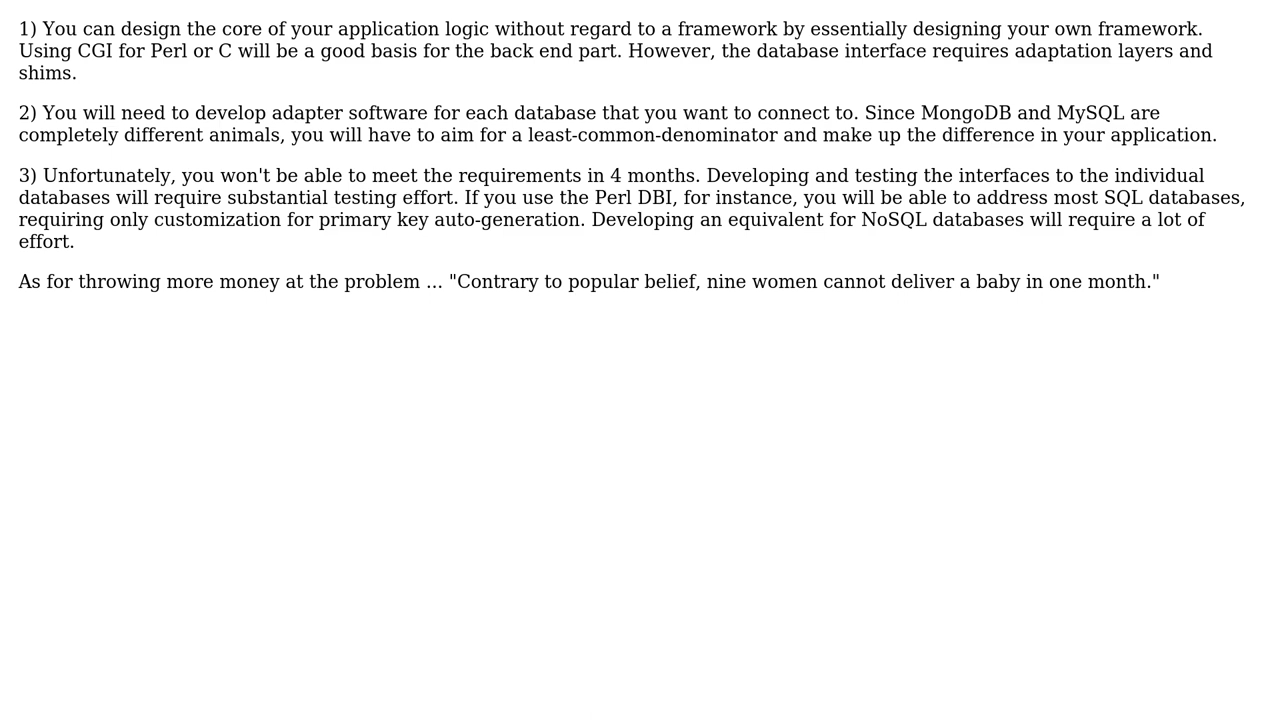 1) You can design the core of your application logic without regard to a framework by essentially designing your own framework.
Using CGI for Perl or C will be a good basis for the back end part. However, the database interface requires adaptation layers and
shims.
2) You will need to develop adapter software for each database that you want to connect to. Since MongoDB and MySQL are
completely different animals, you will have to aim for a least-common-denominator and make up the difference in your application.
3) Unfortunately, you won't be able to meet the requirements in 4 months. Developing and testing the interfaces to the individual
databases will require substantial testing effort. If you use the Perl DBI, for instance, you will be able to address most SQL databases,
requiring only customization for primary key auto-generation. Developing an equivalent for NoSQL databases will require a lot of
effort.
As for throwing more money at the problem ... "Contrary to popular belief, nine women cannot deliver a baby in one month."